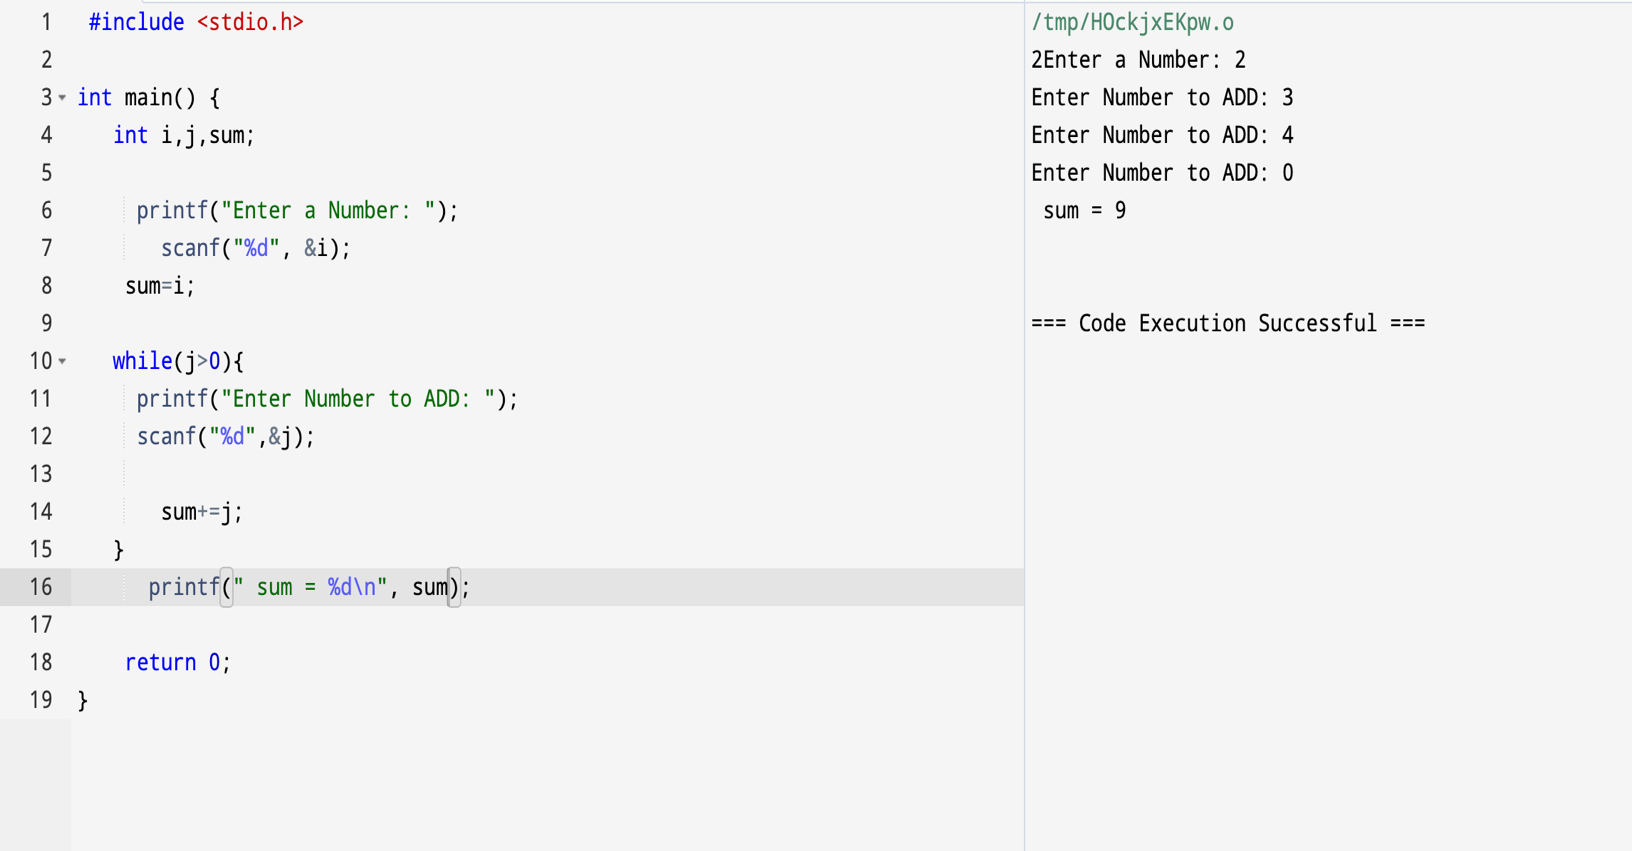 1 #include <stdio.h>
2
3 int main() {
4 int i,j,sum;
5
6 printf("Enter a Number: ");
7 scanf("%d", &i);
8 sum=i;
9
10 while(j>0){
11 printf("Enter Number to ADD: ");
12 scanf("%d",&j);
13
14 sum+=j;
15 }
16 printf(" sum = %d\n", sum);
17
18 return 0;
19 }
/tmp/HOckjxEKpw.o
2Enter a Number: 2
Enter Number to ADD: 3
Enter Number to ADD: 4
Enter Number to ADD: 0
sum = 9
=== Code Execution Successful ===